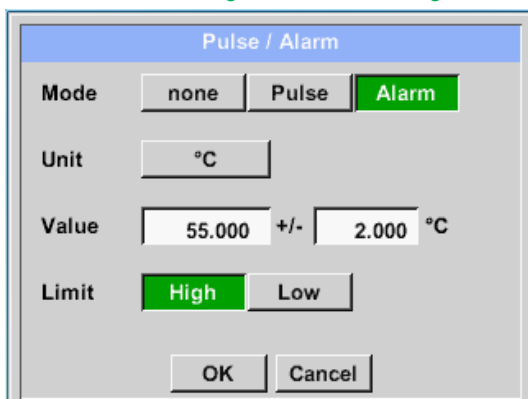 Pulse / Alarm
Mode none Pulse Alarm
Unit °C
Value 55.000 +/- 2.000 °C
Limit High Low
OK Cancel